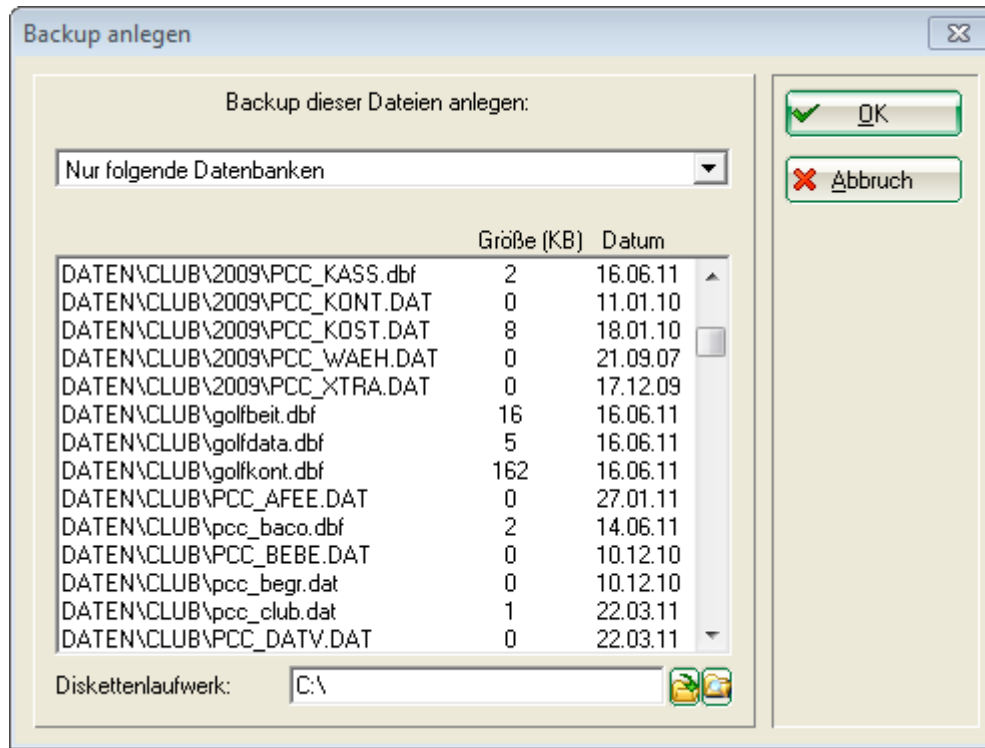 Backup anlegen
Backup dieser Dateien anlegen:
OK
Nur folgende Datenbanken
Abbruch
Größe (KB) Datum
DATEN\CLUB\2009\PCC_KASS.dbf 2 16.06.11
DATEN\CLUB\2009\PCC_KONT.DAT 0 11.01.10
DATEN\CLUB\2009\PCC_KOST.DAT 8 18.01.10
DATEN\CLUB\2009\PCC_WAEH.DAT 0 21.09.07
DATEN\CLUB\2009\PCC_XTRA.DAT 0 17.12.09
DATEN\CLUB\golfbeit.dbf 16 16.06.11
DATEN\CLUB\golfdata.dbf 5 16.06.11
DATEN\CLUB\golfkont.dbf 162 16.06.11
DATEN\CLUB\PCC_AFEE.DAT 0 27.01.11
DATEN\CLUB\pcc_baco.dbf 2 14.06.11
DATEN\CLUB\PCC_BEBE.DAT 0 10.12.10
DATEN\CLUB\pcc_begr.dat 0 10.12.10
DATEN\CLUB\pcc_club.dat 1 22.03.11
DATEN\CLUB\PCC_DATV.DAT 0 22.03.11
Diskettenlaufwerk: C:\